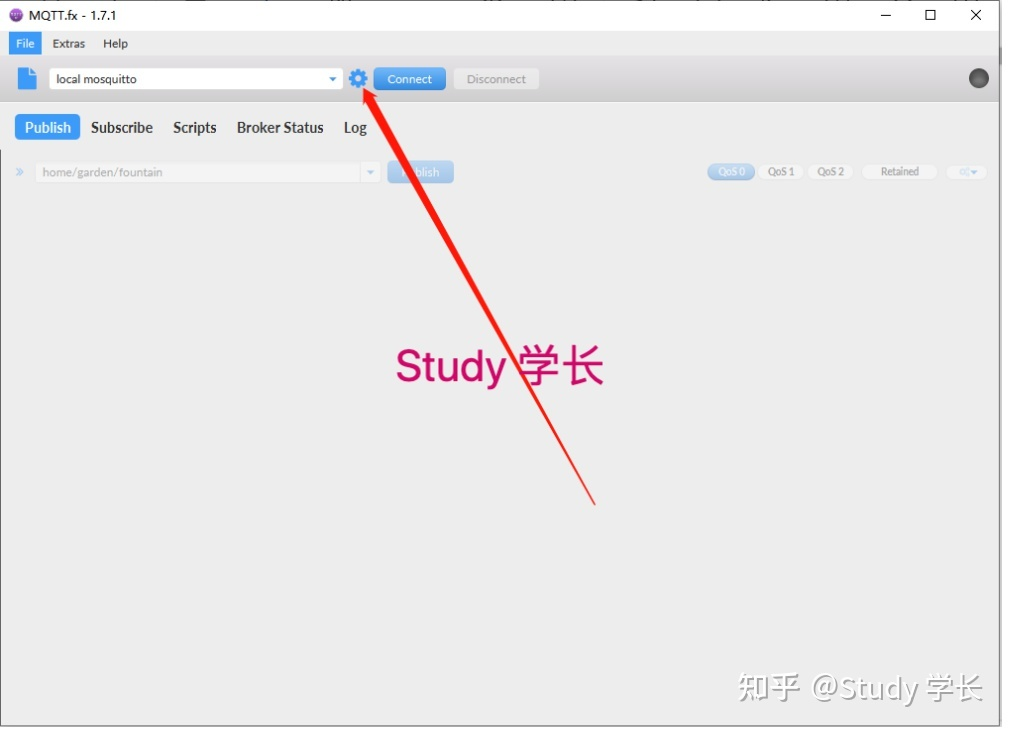 MQTT.fx - 1.7.1
File Extras Help
local mosquitto Connect Disconnect
Publish Subscribe Scripts Broker Status Log
home/garden/fountain Publish QoS 0 QoS 1 QoS 2 Retained
Study 学长
知乎 @Study 学长